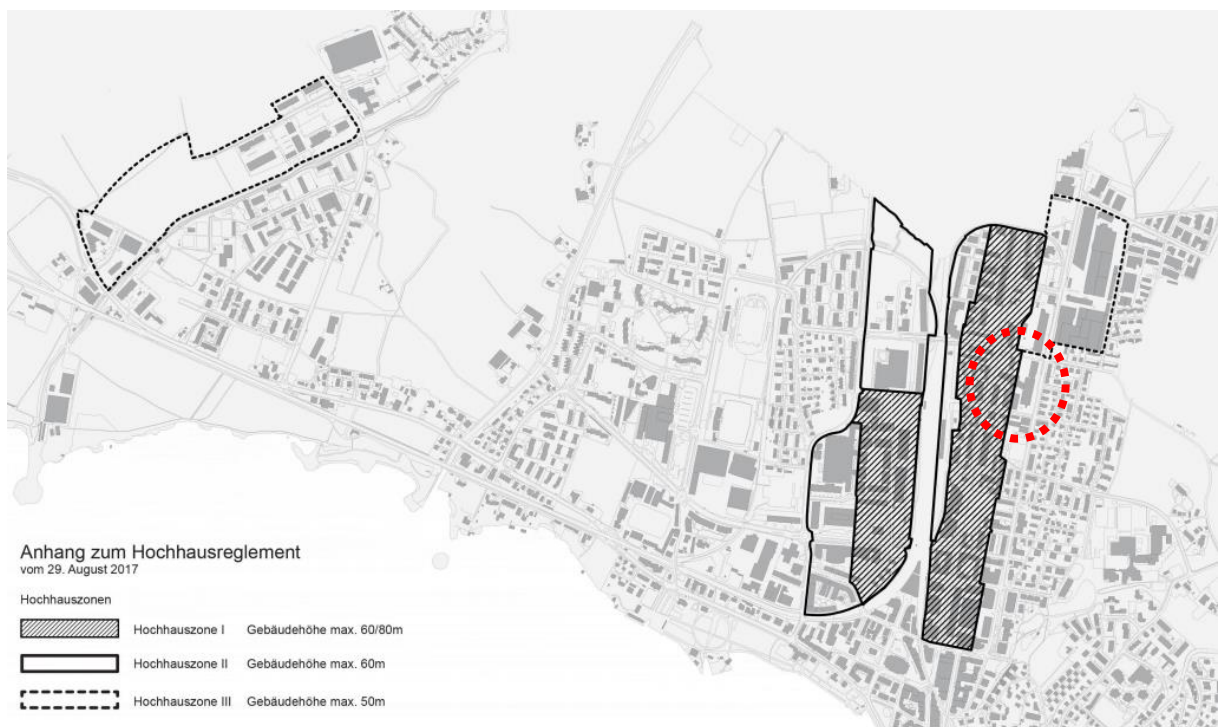 Anhang zum Hochhausreglement
vom 29. August 2017
Hochhauszonen
Hochhauszone I Gebäudehöhe max. 60/80m
Hochhauszone II Gebäudehöhe max. 60m
Hochhauszone III Gebäudehöhe max. 50m